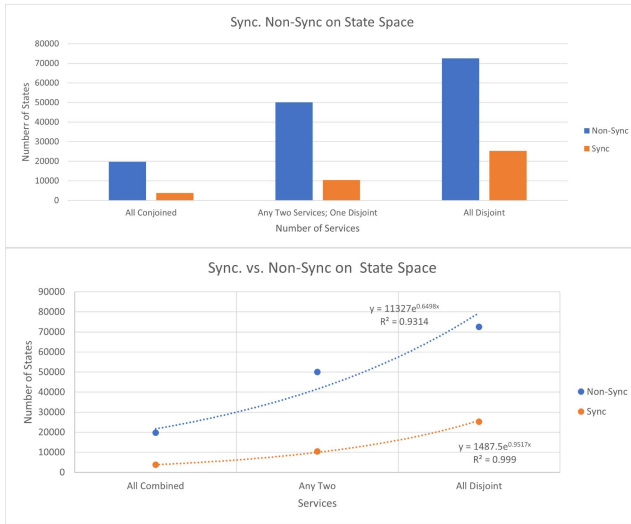 Sync. Non-Sync on State Space
80000
70000
60000
50000
40000
30000
20000
10000
0
Numberr of States
All Conjoined
Any Two Services; One Disjoint
All Disjoint
Number of Services
Non-Sync
Sync
Sync. vs. Non-Sync on State Space
90000
80000
70000
60000
50000
40000
30000
20000
10000
0
Number of States
y = 11327e^0.6498x
R² = 0.9314
y = 1487.5e^0.9517x
R² = 0.999
All Combined
Any Two
All Disjoint
Services
Non-Sync
Sync